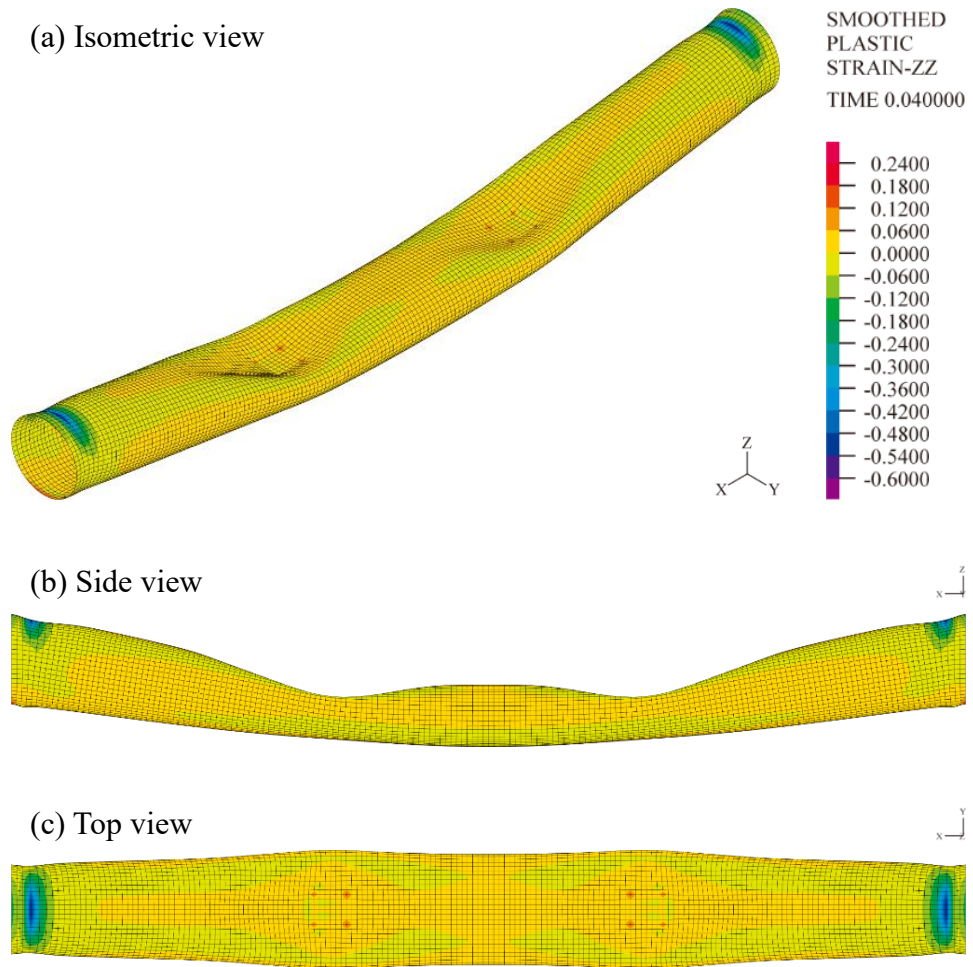 (a) Isometric view
SMOOTHED
PLASTIC
STRAIN-ZZ
TIME 0.040000
0.2400
0.1800
0.1200
0.0600
0.0000
-0.0600
-0.1200
-0.1800
-0.2400
-0.3000
-0.3600
-0.4200
-0.4800
-0.5400
-0.6000
Z
X
Y
(b) Side view
Z
X
(c) Top view
Y
X